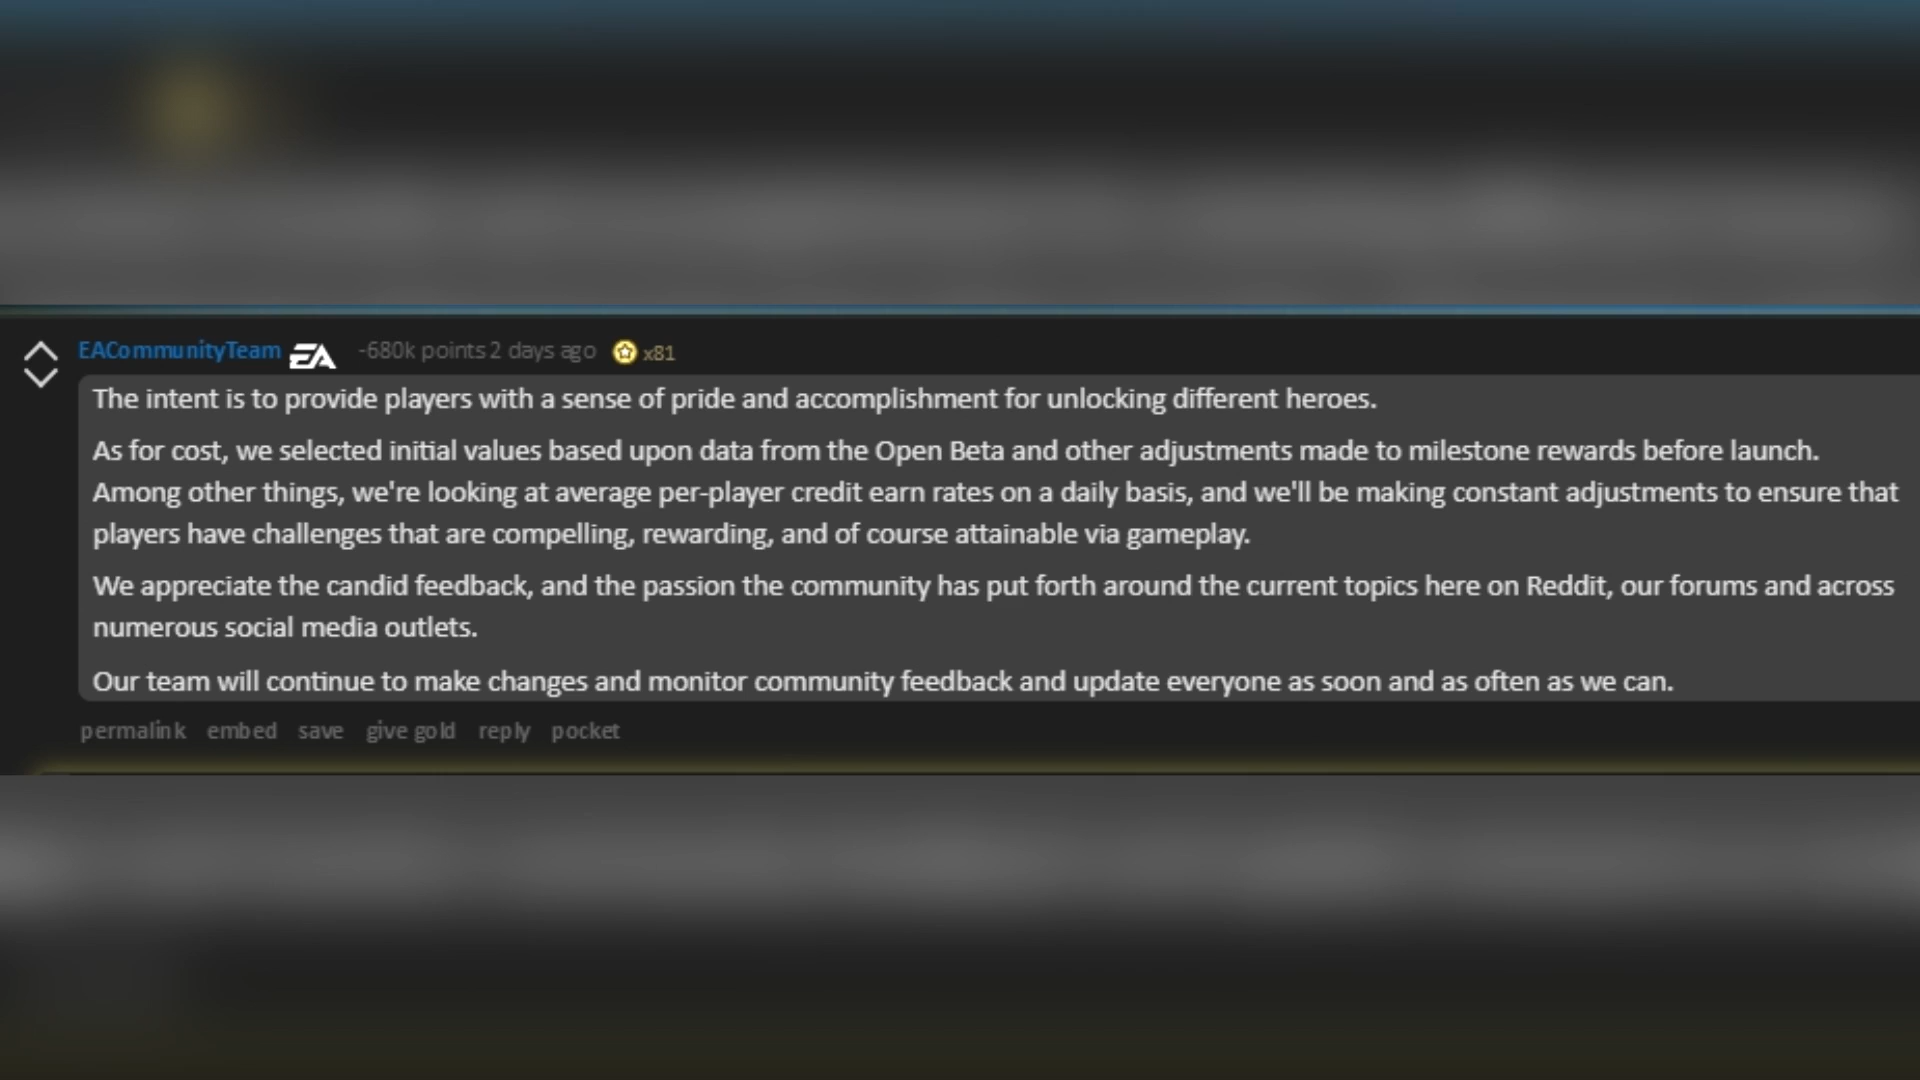 EACommunityTeam EA -680k points 2 days ago x81
The intent is to provide players with a sense of pride and accomplishment for unlocking different heroes.
As for cost, we selected initial values based upon data from the Open Beta and other adjustments made to milestone rewards before launch.
Among other things, we're looking at average per-player credit earn rates on a daily basis, and we'll be making constant adjustments to ensure that
players have challenges that are compelling, rewarding, and of course attainable via gameplay.
We appreciate the candid feedback, and the passion the community has put forth around the current topics here on Reddit, our forums and across
numerous social media outlets.
Our team will continue to make changes and monitor community feedback and update everyone as soon and as often as we can.
permalink embed save give gold reply pocket